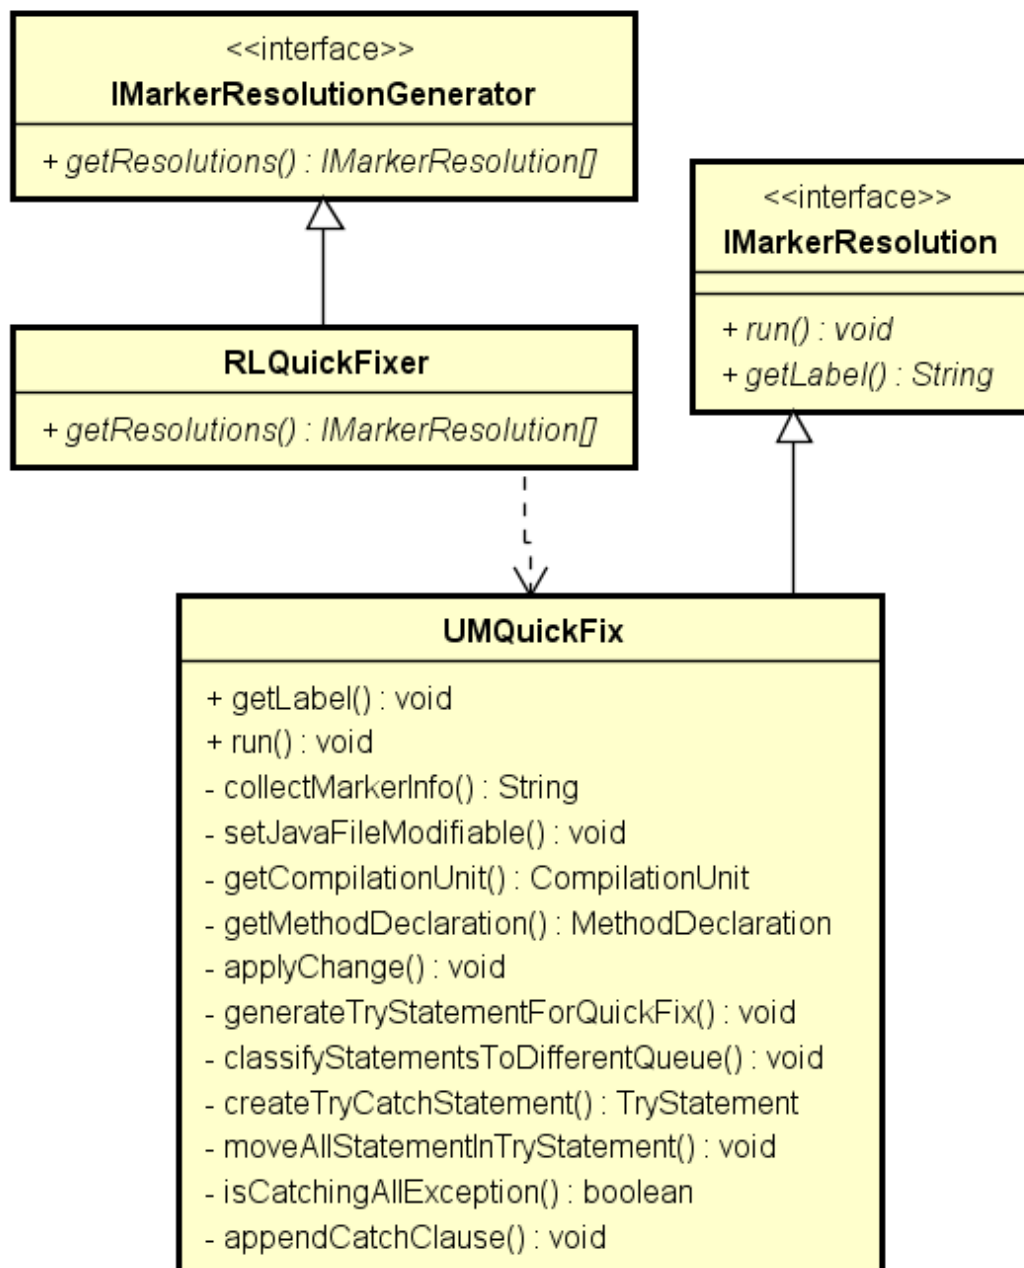 <<interface>>
IMarkerResolutionGenerator
+ getResolutions() : IMarkerResolution[]
<<interface>>
IMarkerResolution
+ run() : void
+ getLabel() : String
RLQuickFixer
+ getResolutions() : IMarkerResolution[]
UMQuickFix
+ getLabel() : void
+ run() : void
- collectMarkerInfo() : String
- setJavaFileModifiable() : void
- getCompilationUnit() : CompilationUnit
- getMethodDeclaration() : MethodDeclaration
- applyChange() : void
- generateTryStatementForQuickFix() : void
- classifyStatementsToDifferentQueue() : void
- createTryCatchStatement() : TryStatement
- moveAllStatementInTryStatement() : void
- isCatchingAllException() : boolean
- appendCatchClause() : void